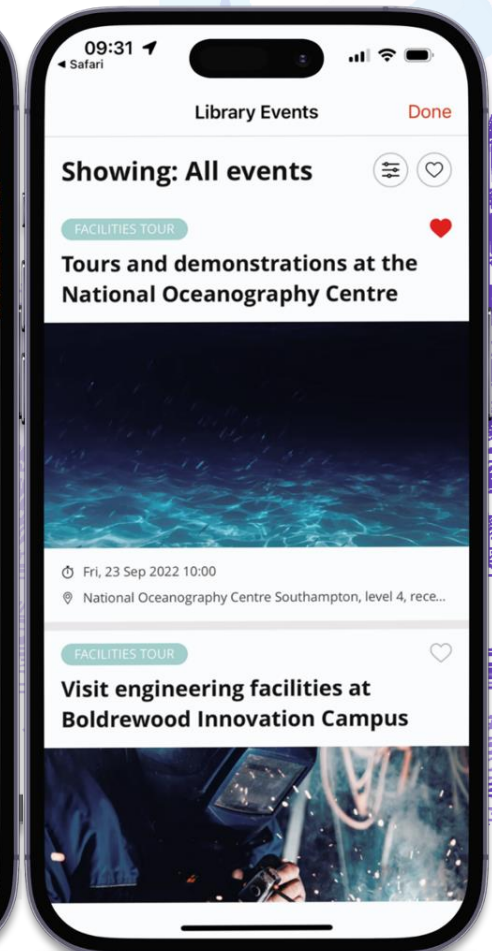 09:31
Safari
Library Events
Done
Showing: All events
FACILITIES TOUR
Tours and demonstrations at the
National Oceanography Centre
Fri, 23 Sep 2022 10:00
National Oceanography Centre Southampton, level 4, rece...
FACILITIES TOUR
Visit engineering facilities at
Boldrewood Innovation Campus